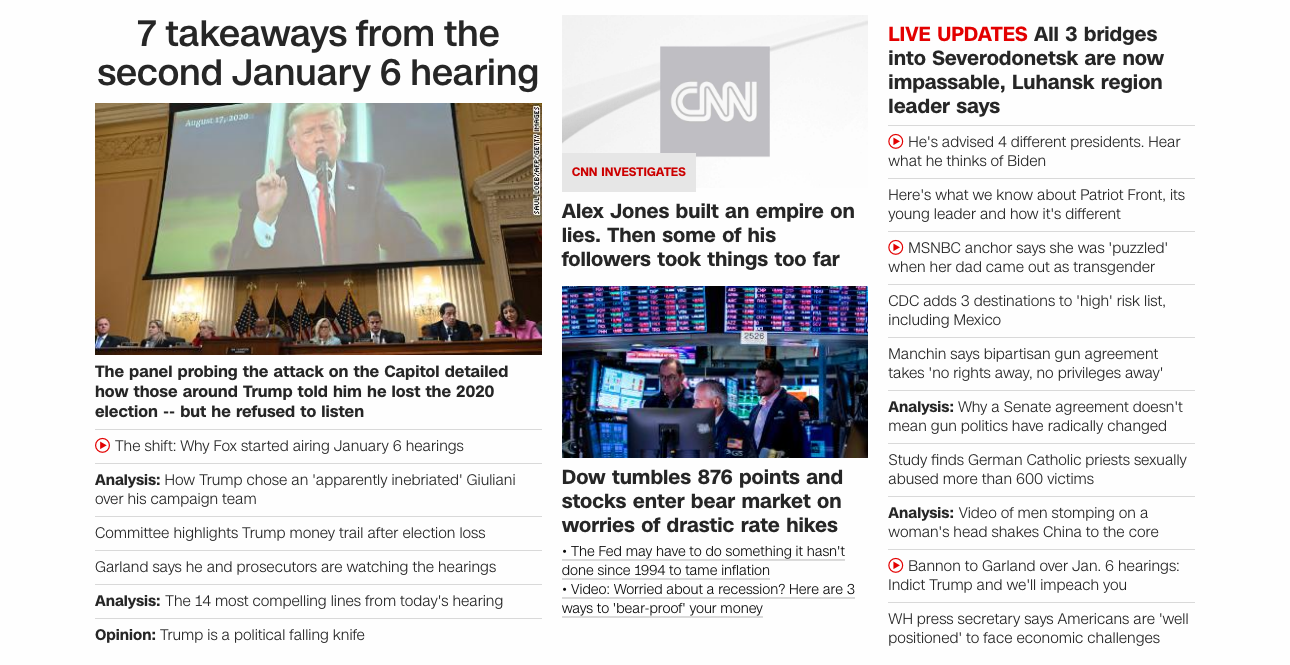 7 takeaways from the
second January 6 hearing
August 17, 2020
SAUL LOEB/AFP/GETTY IMAGES
The panel probing the attack on the Capitol detailed
how those around Trump told him he lost the 2020
election -- but he refused to listen
The shift: Why Fox started airing January 6 hearings
Analysis: How Trump chose an 'apparently inebriated' Giuliani
over his campaign team
Committee highlights Trump money trail after election loss
Garland says he and prosecutors are watching the hearings
Analysis: The 14 most compelling lines from today's hearing
Opinion: Trump is a political falling knife
CNN
CNN INVESTIGATES
Alex Jones built an empire on
lies. Then some of his
followers took things too far
2526
Dow tumbles 876 points and
stocks enter bear market on
worries of drastic rate hikes
• The Fed may have to do something it hasn't
done since 1994 to tame inflation
• Video: Worried about a recession? Here are 3
ways to 'bear-proof' your money
LIVE UPDATES All 3 bridges
into Severodonetsk are now
impassable, Luhansk region
leader says
He's advised 4 different presidents. Hear
what he thinks of Biden
Here's what we know about Patriot Front, its
young leader and how it's different
MSNBC anchor says she was 'puzzled'
when her dad came out as transgender
CDC adds 3 destinations to 'high' risk list,
including Mexico
Manchin says bipartisan gun agreement
takes 'no rights away, no privileges away'
Analysis: Why a Senate agreement doesn't
mean gun politics have radically changed
Study finds German Catholic priests sexually
abused more than 600 victims
Analysis: Video of men stomping on a
woman's head shakes China to the core
Bannon to Garland over Jan. 6 hearings:
Indict Trump and we'll impeach you
WH press secretary says Americans are 'well
positioned' to face economic challenges